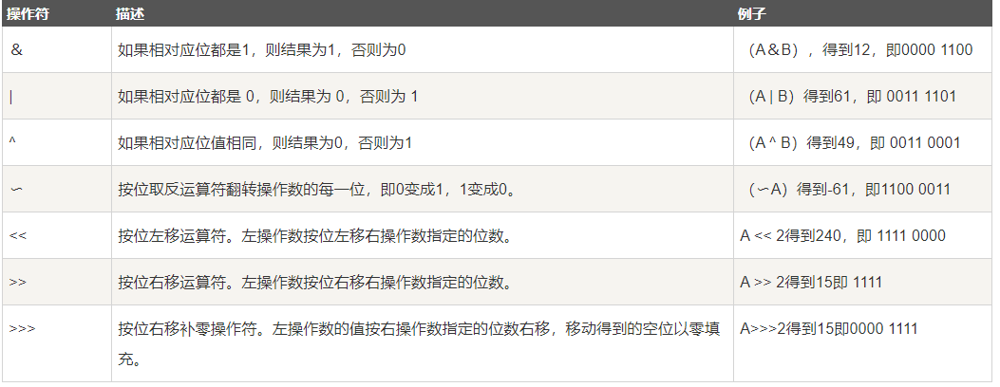 操作符 描述 例子
＆ 如果相对应位都是1，则结果为1，否则为0 （A＆B），得到12，即0000 1100
| 如果相对应位都是 0，则结果为 0，否则为 1 （A | B）得到61，即 0011 1101
^ 如果相对应位值相同，则结果为0，否则为1 （A ^ B）得到49，即 0011 0001
〜 按位取反运算符翻转操作数的每一位，即0变成1，1变成0。 （〜A）得到-61，即1100 0011
<< 按位左移运算符。左操作数按位左移右操作数指定的位数。 A << 2得到240，即 1111 0000
>> 按位右移运算符。左操作数按位右移右操作数指定的位数。 A >> 2得到15即 1111
>>> 按位右移补零操作符。左操作数的值按右操作数指定的位数右移，移动得到的空位以零填 A>>>2得到15即0000 1111
充。